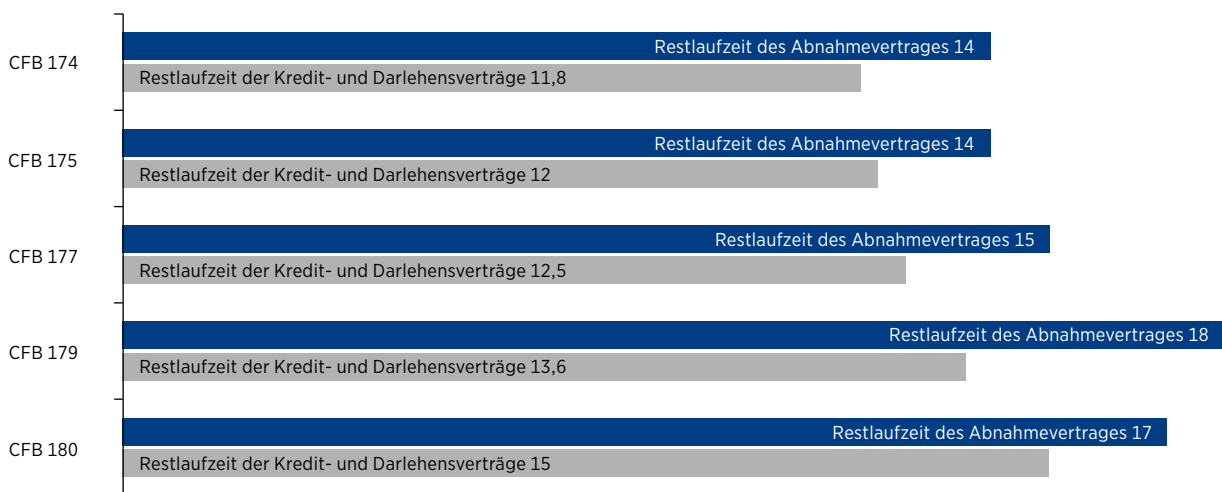 CFB 174
Restlaufzeit des Abnahmevertrages 14
Restlaufzeit der Kredit- und Darlehensverträge 11,8
CFB 175
Restlaufzeit des Abnahmevertrages 14
Restlaufzeit der Kredit- und Darlehensverträge 12
CFB 177
Restlaufzeit des Abnahmevertrages 15
Restlaufzeit der Kredit- und Darlehensverträge 12,5
CFB 179
Restlaufzeit des Abnahmevertrages 18
Restlaufzeit der Kredit- und Darlehensverträge 13,6
CFB 180
Restlaufzeit des Abnahmevertrages 17
Restlaufzeit der Kredit- und Darlehensverträge 15